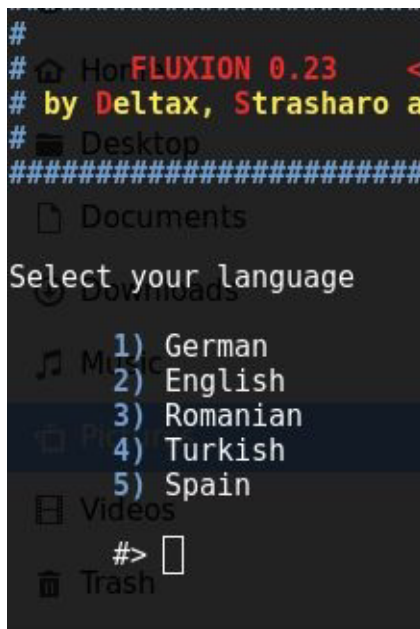 #
# Home FLUXION 0.23 <
# by Deltax, Strasharo a
# Desktop
########################
Documents
Select your language
Downloads
1) German
Music
2) English
3) Romanian
4) Turkish
5) Spain
Videos
#>
Trash